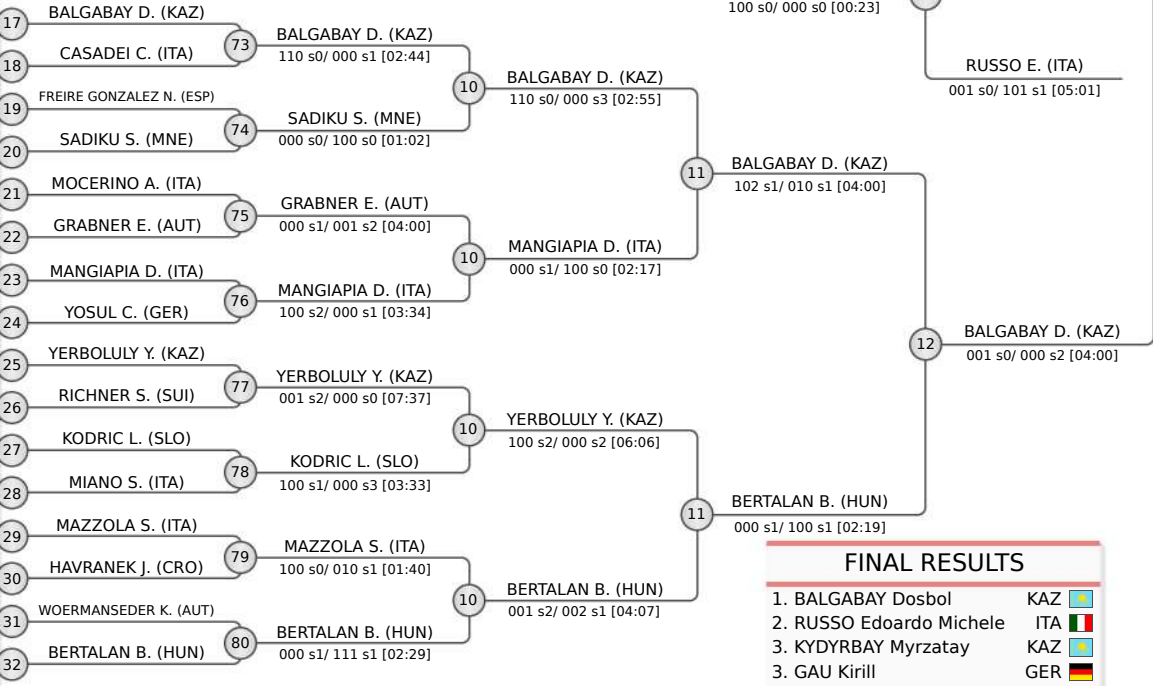 17 BALGABAY D. (KAZ)
18 CASADEI C. (ITA)
19 FREIRE GONZALEZ N. (ESP)
20 SADIKU S. (MNE)
21 MOCERINO A. (ITA)
22 GRABNER E. (AUT)
23 MANGIAPIA D. (ITA)
24 YOSUL C. (GER)
25 YERBOLULY Y. (KAZ)
26 RICHNER S. (SUI)
27 KODRIC L. (SLO)
28 MIANO S. (ITA)
29 MAZZOLA S. (ITA)
30 HAVRANEK J. (CRO)
31 WOERMANSEDER K. (AUT)
32 BERTALAN B. (HUN)
73 BALGABAY D. (KAZ)
110 s0/ 000 s1 [02:44]
74 SADIKU S. (MNE)
000 s0/ 100 s0 [01:02]
75 GRABNER E. (AUT)
000 s1/ 001 s2 [04:00]
76 MANGIAPIA D. (ITA)
100 s2/ 000 s1 [03:34]
77 YERBOLULY Y. (KAZ)
001 s2/ 000 s0 [07:37]
78 KODRIC L. (SLO)
100 s1/ 000 s3 [03:33]
79 MAZZOLA S. (ITA)
100 s0/ 010 s1 [01:40]
80 BERTALAN B. (HUN)
000 s1/ 111 s1 [02:29]
10 BALGABAY D. (KAZ)
110 s0/ 000 s3 [02:55]
10 MANGIAPIA D. (ITA)
000 s1/ 100 s0 [02:17]
10 YERBOLULY Y. (KAZ)
100 s2/ 000 s2 [06:06]
10 BERTALAN B. (HUN)
001 s2/ 002 s1 [04:07]
100 s0/ 000 s0 [00:23]
11 BALGABAY D. (KAZ)
102 s1/ 010 s1 [04:00]
11 BERTALAN B. (HUN)
000 s1/ 100 s1 [02:19]
RUSSO E. (ITA)
001 s0/ 101 s1 [05:01]
12 BALGABAY D. (KAZ)
001 s0/ 000 s2 [04:00]
FINAL RESULTS
1. BALGABAY Dosbol KAZ
2. RUSSO Edoardo Michele ITA
3. KYDYRBAY Myrzatay KAZ
3. GAU Kirill GER